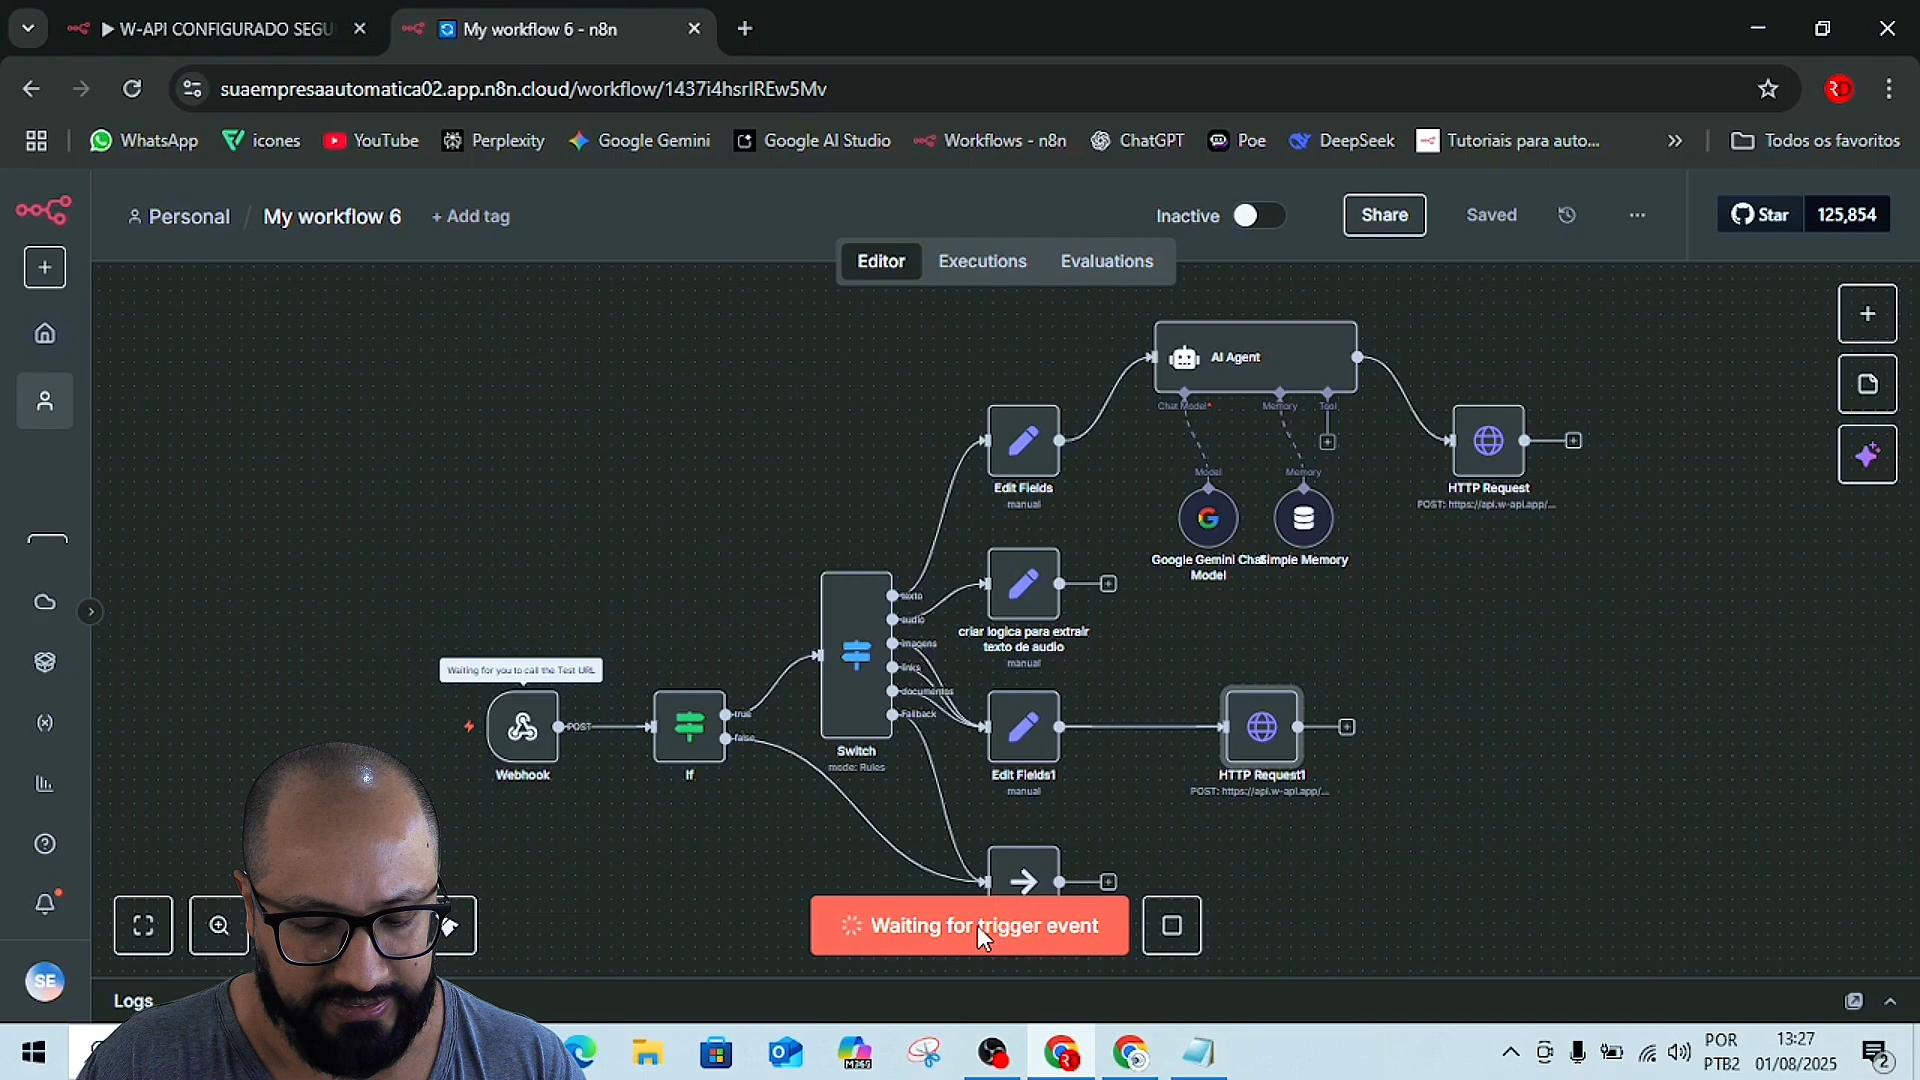 ▶ W-API CONFIGURADO SEGU
My workflow 6 - n8n
suaempresaautomatica02.app.n8n.cloud/workflow/1437i4hsrlREw5Mv
WhatsApp
icones
YouTube
Perplexity
Google Gemini
Google AI Studio
Workflows - n8n
ChatGPT
Poe
DeepSeek
Tutoriais para auto...
Todos os favoritos
Personal / My workflow 6 + Add tag
Inactive
Share
Saved
Star 125,854
Editor Executions Evaluations
AI Agent
Chat Model*
Memory
Tool
Edit Fields
manual
Model
Memory
HTTP Request
POST: https://api.w-api.app/...
Google Gemini Chat Model
Simple Memory
texto
audio
imagens
links
documentos
Fallback
criar logica para extrair
texto de audio
manual
Waiting for you to call the Test URL
POST
true
false
Webhook
If
Switch
mode: Rules
Edit Fields1
manual
HTTP Request1
POST: https://api.w-api.app/...
Waiting for trigger event
SE
Logs
RD
M365
POR
PTB2
13:27
01/08/2025
2